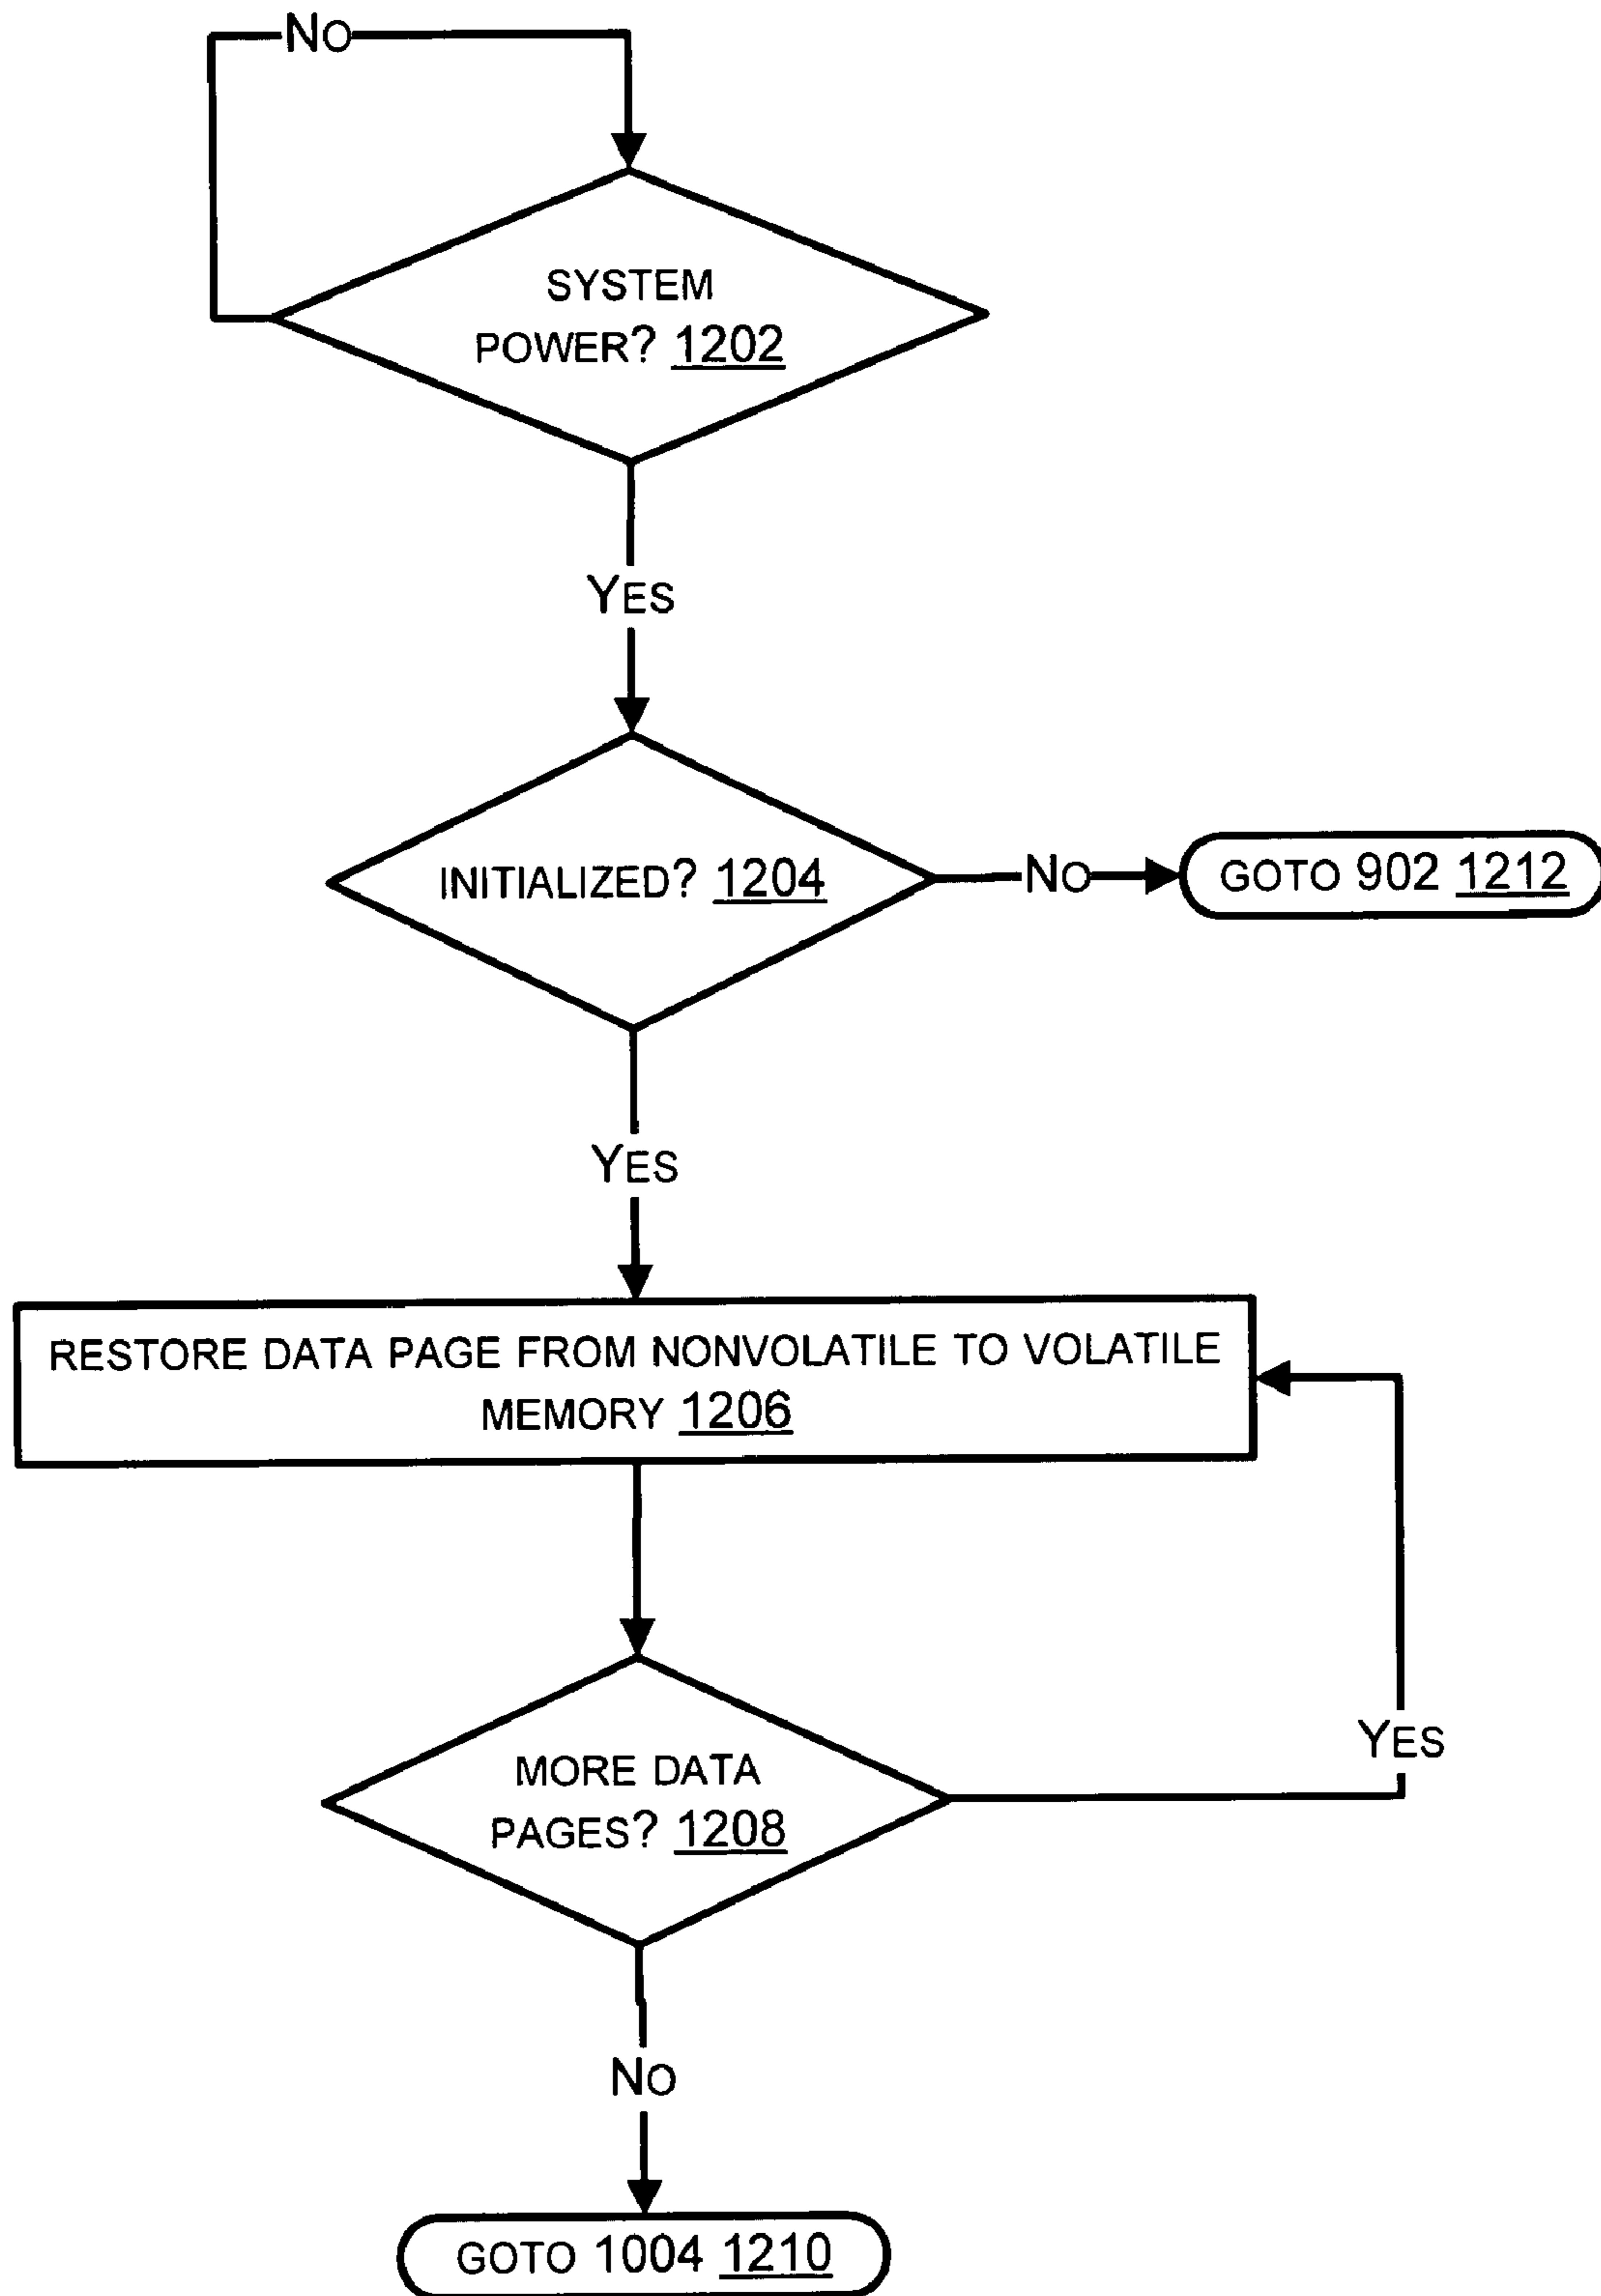 NO
SYSTEM
POWER? 1202
YES
INITIALIZED? 1204
NO
GOTO 902 1212
YES
RESTORE DATA PAGE FROM NONVOLATILE TO VOLATILE
MEMORY 1206
MORE DATA
PAGES? 1208
YES
NO
GOTO 1004 1210